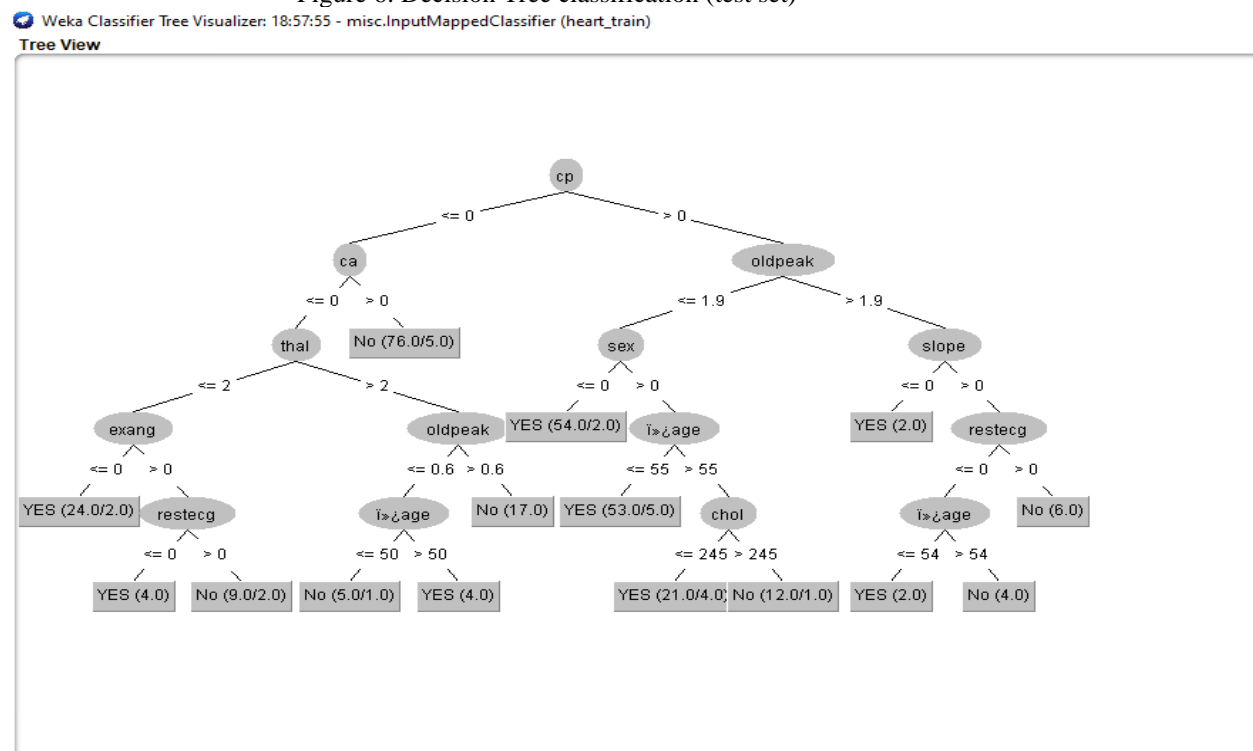 Figure 6: Decision Tree classification (test set)
Weka Classifier Tree Visualizer: 18:57:55 - misc.InputMappedClassifier (heart_train)
Tree View
cp
<= 0 > 0
ca oldpeak
<= 0 > 0 <= 1.9 > 1.9
thal No (76.0/5.0) sex slope
<= 2 > 2 <= 0 > 0 <= 0 > 0
exang oldpeak YES (54.0/2.0) ï»¿age YES (2.0) restecg
<= 0 > 0 <= 0.6 > 0.6 <= 55 > 55 <= 0 > 0
YES (24.0/2.0) restecg ï»¿age No (17.0) YES (53.0/5.0) chol ï»¿age No (6.0)
<= 0 > 0 <= 50 > 50 <= 245 > 245 <= 54 > 54
YES (4.0) No (9.0/2.0) No (5.0/1.0) YES (4.0) YES (21.0/4.0) No (12.0/1.0) YES (2.0) No (4.0)